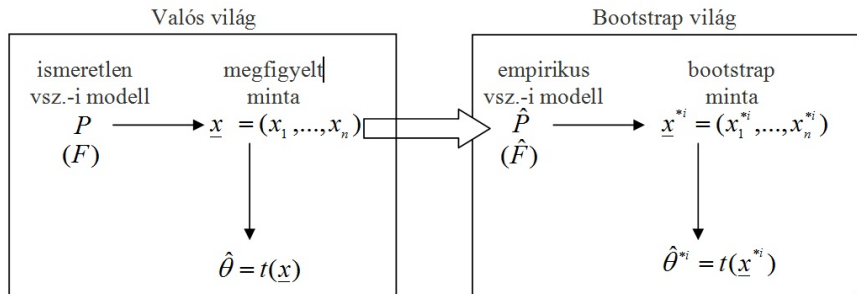 Valós világ
ismeretlen
vsz.-i modell
megfigyelt
minta
P
(F)
x = (x₁,...,xₙ)
θ̂ = t(x)
Bootstrap világ
empirikus
vsz.-i modell
bootstrap
minta
P̂
(F̂)
x*ⁱ = (x₁*ⁱ,...,xₙ*ⁱ)
θ̂*ⁱ = t(x*ⁱ)